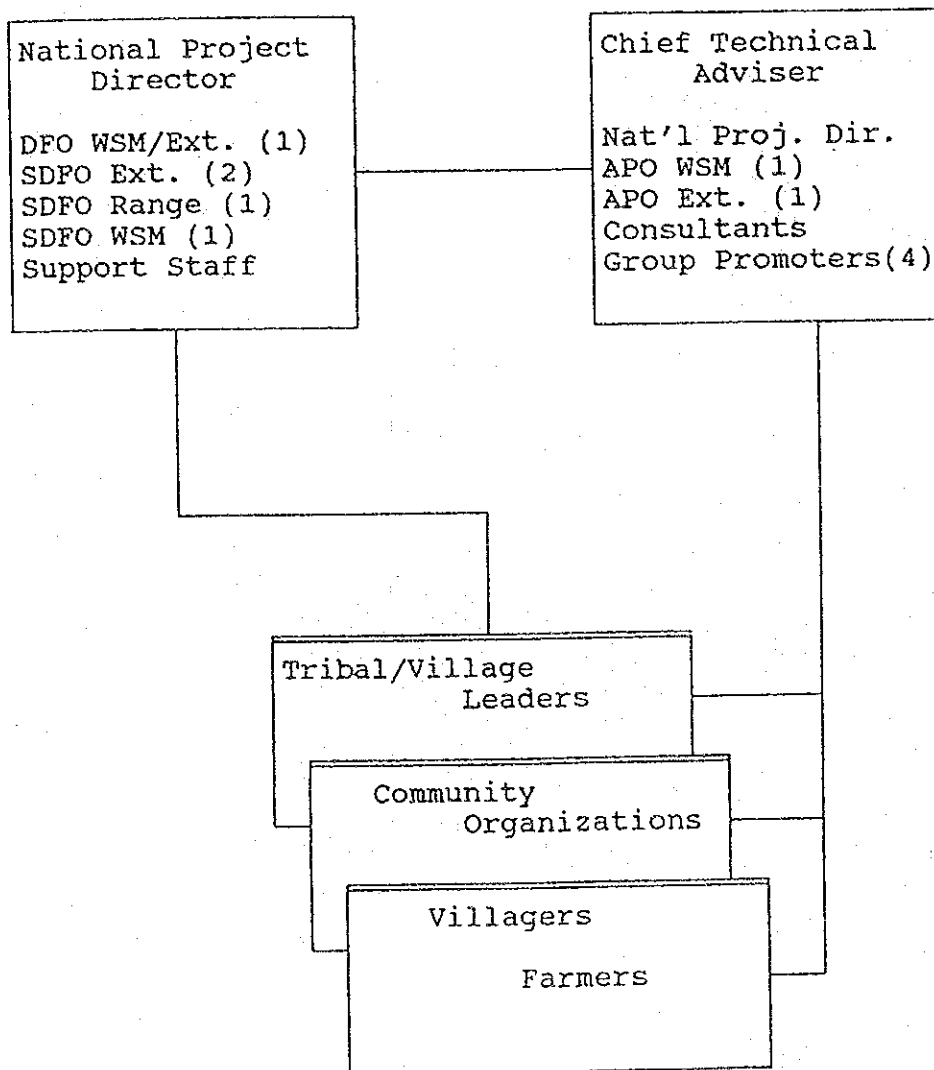 National Project
Director
DFO WSM/Ext. (1)
SDFO Ext. (2)
SDFO Range (1)
SDFO WSM (1)
Support Staff
Chief Technical
Adviser
Nat'l Proj. Dir.
APO WSM (1)
APO Ext. (1)
Consultants
Group Promoters(4)
Tribal/Village
Leaders
Community
Organizations
Villagers
Farmers